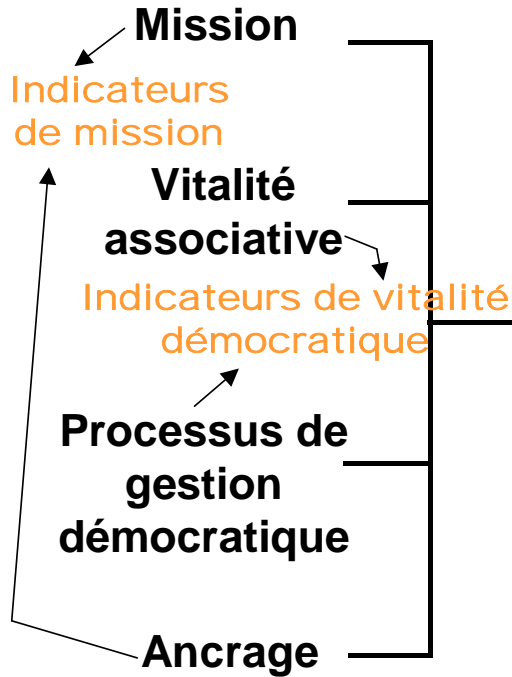 Mission
Indicateurs
de mission
Vitalité
associative
Indicateurs de vitalité
démocratique
Processus de
gestion
démocratique
Ancrage